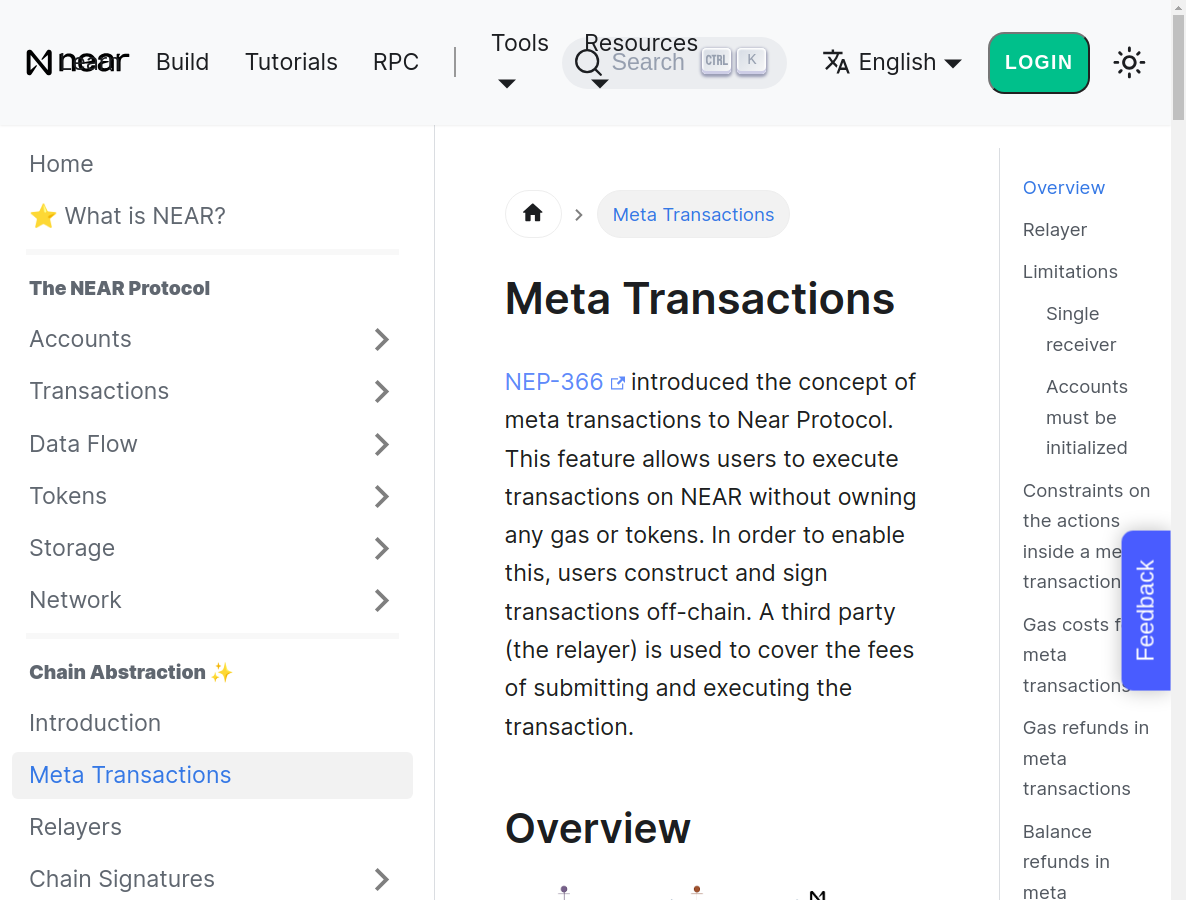 near
Learn
Build
Tutorials
RPC
Tools
Resources
Search
CTRL
K
English
LOGIN
Home
⭐ What is NEAR?
The NEAR Protocol
Accounts
Transactions
Data Flow
Tokens
Storage
Network
Chain Abstraction ✨
Introduction
Meta Transactions
Relayers
Chain Signatures
Meta Transactions
Meta Transactions
NEP-366 introduced the concept of
meta transactions to Near Protocol.
This feature allows users to execute
transactions on NEAR without owning
any gas or tokens. In order to enable
this, users construct and sign
transactions off-chain. A third party
(the relayer) is used to cover the fees
of submitting and executing the
transaction.
Overview
Overview
Relayer
Limitations
Single
receiver
Accounts
must be
initialized
Constraints on
the actions
inside a me
transaction
Gas costs f
meta
transactions
Gas refunds in
meta
transactions
Balance
refunds in
meta
Feedback